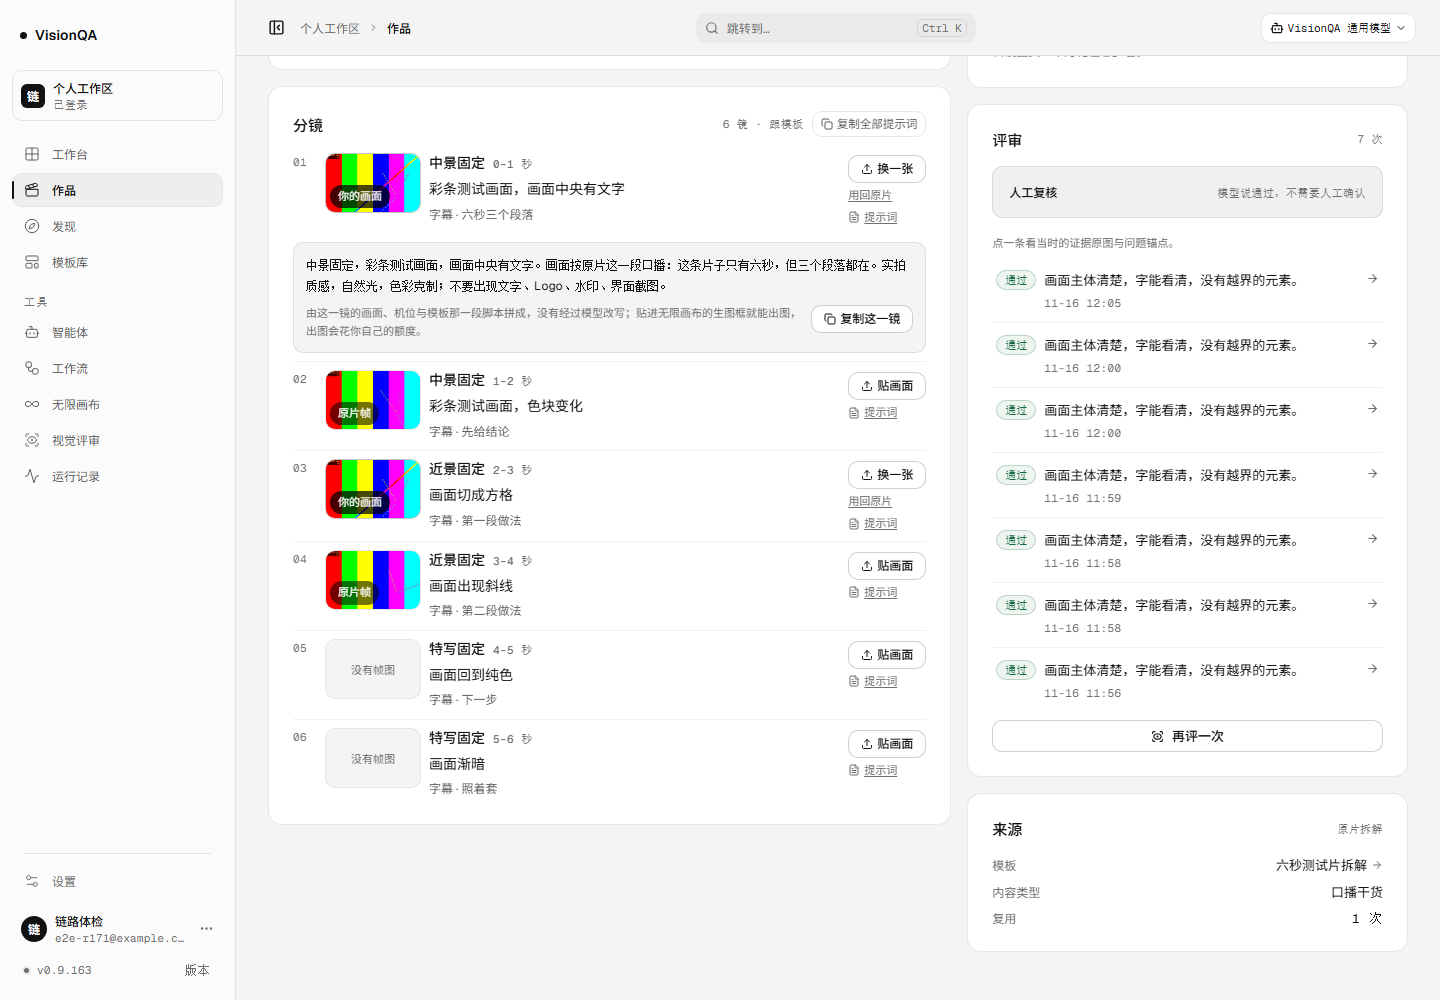 VisionQA
链
个人工作区
已登录
工作台
作品
发现
模板库
工具
智能体
工作流
无限画布
视觉评审
运行记录
设置
链
链路体检
e2e-r171@example.c…
v0.9.163
版本
个人工作区
作品
跳转到…
Ctrl K
VisionQA 通用模型
分镜
6 镜 · 跟模板
复制全部提示词
01
你的画面
中景固定 0-1 秒
彩条测试画面，画面中央有文字
字幕·六秒三个段落
换一张
用回原片
提示词
中景固定，彩条测试画面，画面中央有文字。画面按原片这一段口播：这条片子只有六秒，但三个段落都在。实拍
质感，自然光，色彩克制；不要出现文字、Logo、水印、界面截图。
由这一镜的画面、机位与模板那一段脚本拼成，没有经过模型改写；贴进无限画布的生图框就能出图，
出图会花你自己的额度。
复制这一镜
02
原片帧
中景固定 1-2 秒
彩条测试画面，色块变化
字幕·先给结论
贴画面
提示词
03
你的画面
近景固定 2-3 秒
画面切成方格
字幕·第一段做法
换一张
用回原片
提示词
04
原片帧
近景固定 3-4 秒
画面出现斜线
字幕·第二段做法
贴画面
提示词
05
没有帧图
特写固定 4-5 秒
画面回到纯色
字幕·下一步
贴画面
提示词
06
没有帧图
特写固定 5-6 秒
画面渐暗
字幕·照着套
贴画面
提示词
评审
7 次
人工复核
模型说通过，不需要人工确认
点一条看当时的证据原图与问题锚点。
通过
画面主体清楚，字能看清，没有越界的元素。
11-16 12:05
通过
画面主体清楚，字能看清，没有越界的元素。
11-16 12:00
通过
画面主体清楚，字能看清，没有越界的元素。
11-16 12:00
通过
画面主体清楚，字能看清，没有越界的元素。
11-16 11:59
通过
画面主体清楚，字能看清，没有越界的元素。
11-16 11:58
通过
画面主体清楚，字能看清，没有越界的元素。
11-16 11:58
通过
画面主体清楚，字能看清，没有越界的元素。
11-16 11:56
再评一次
来源
原片拆解
模板
六秒测试片拆解
内容类型
口播干货
复用
1 次